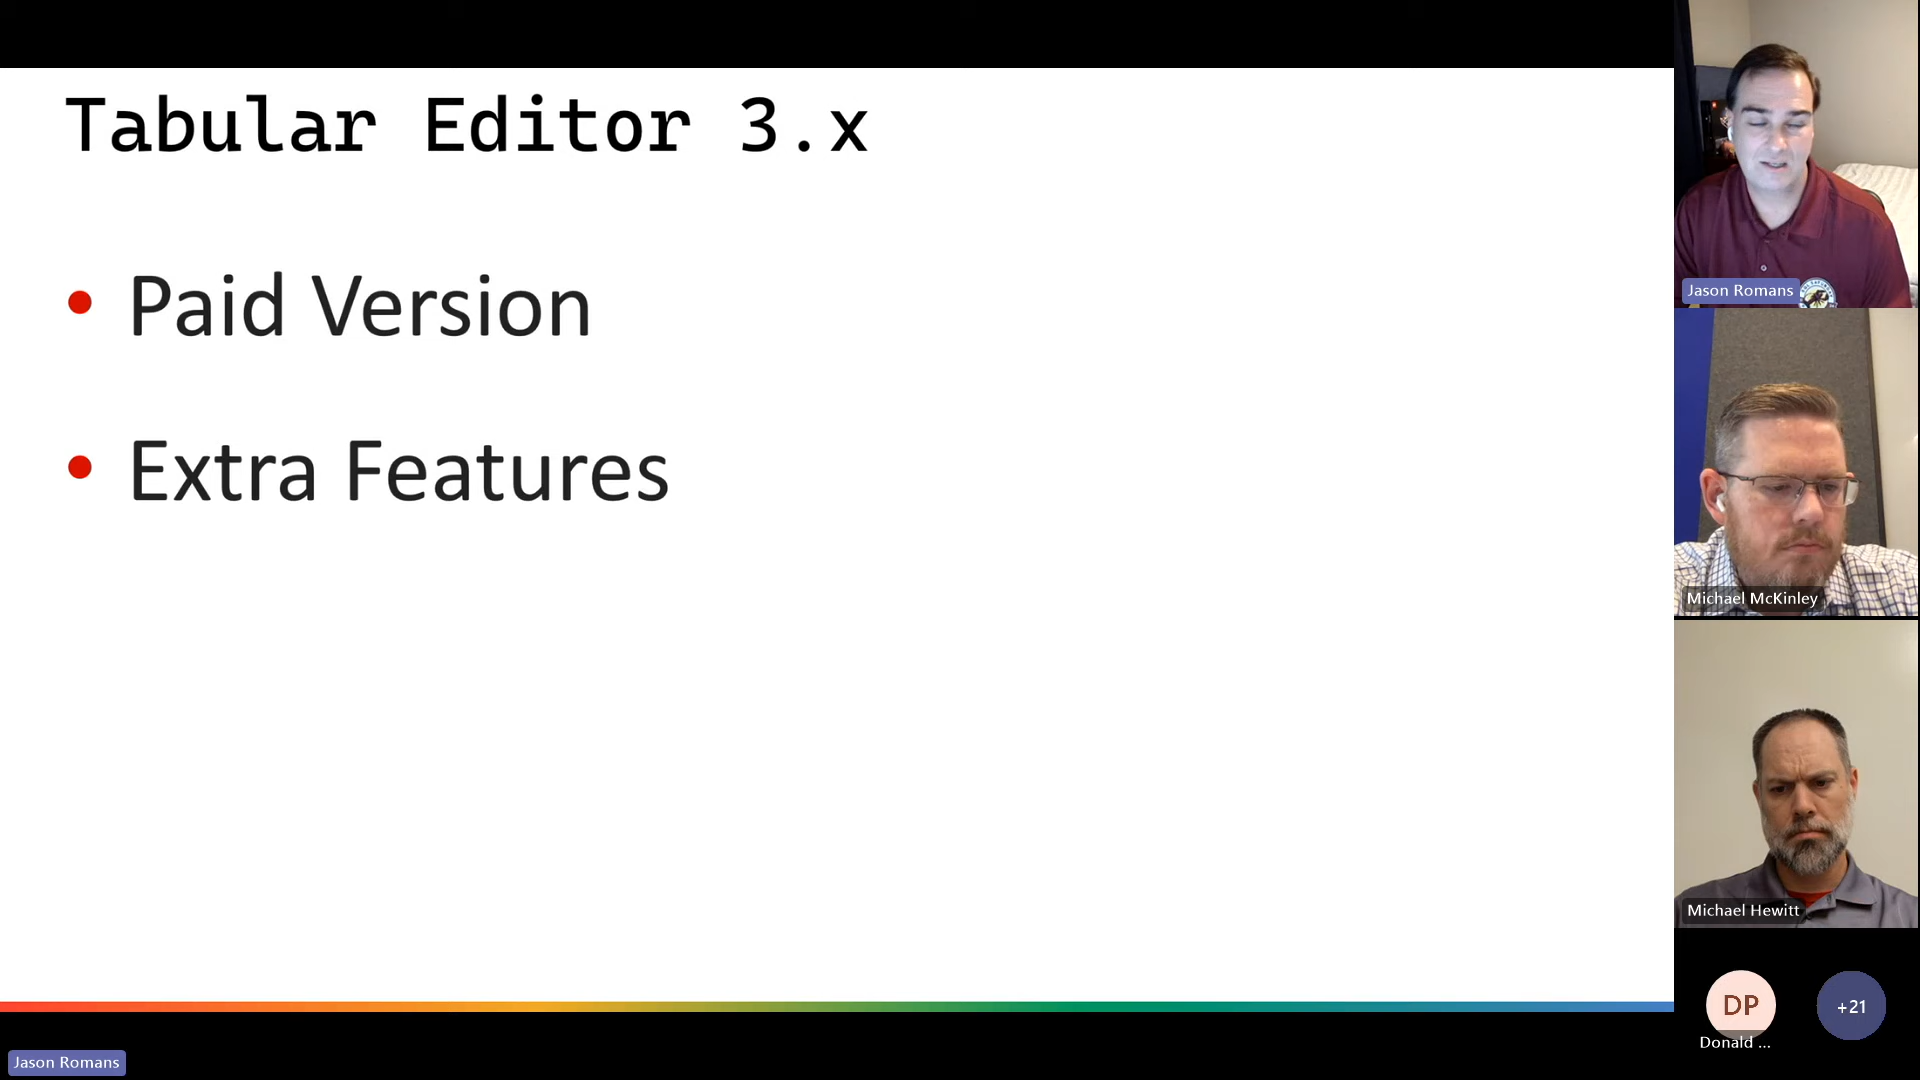 Tabular Editor 3.x
• Paid Version
• Extra Features
Jason Romans
Michael McKinley
Michael Hewitt
DP
Donald ...
+21
Jason Romans